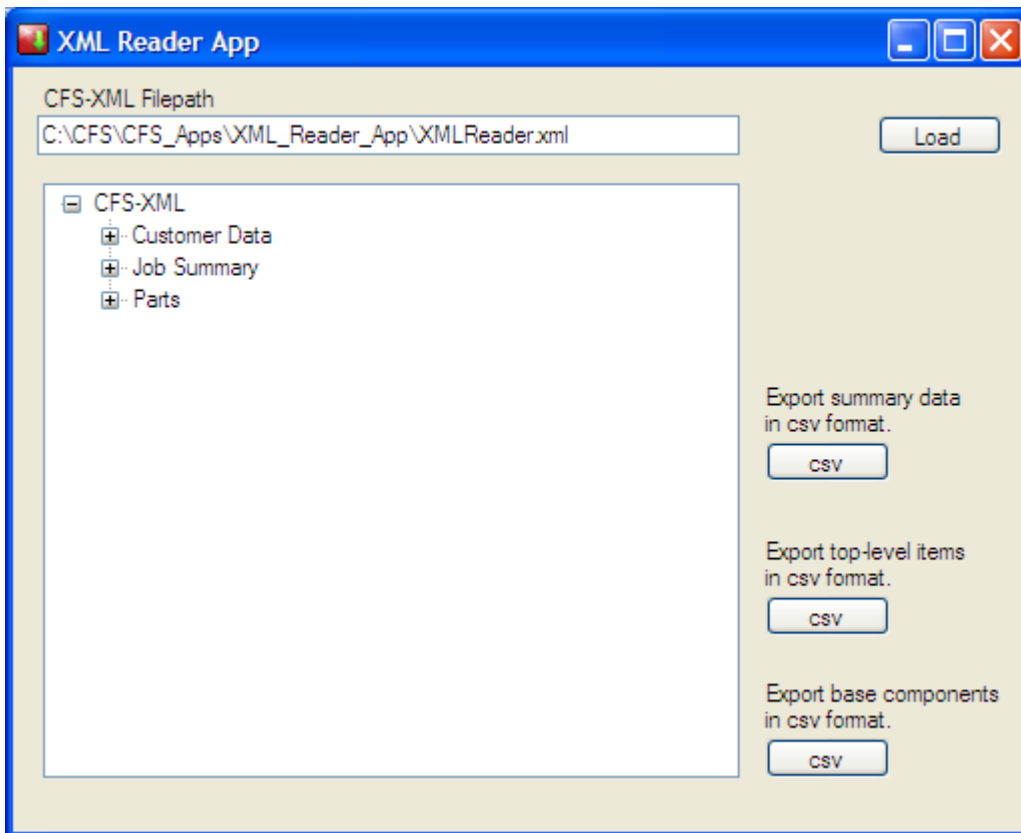 XML Reader App
CFS-XML Filepath
C:\CFS\CFS_Apps\XML_Reader_App\XMLReader.xml
Load
CFS-XML
Customer Data
Job Summary
Parts
Export summary data
in csv format.
csv
Export top-level items
in csv format.
csv
Export base components
in csv format.
csv